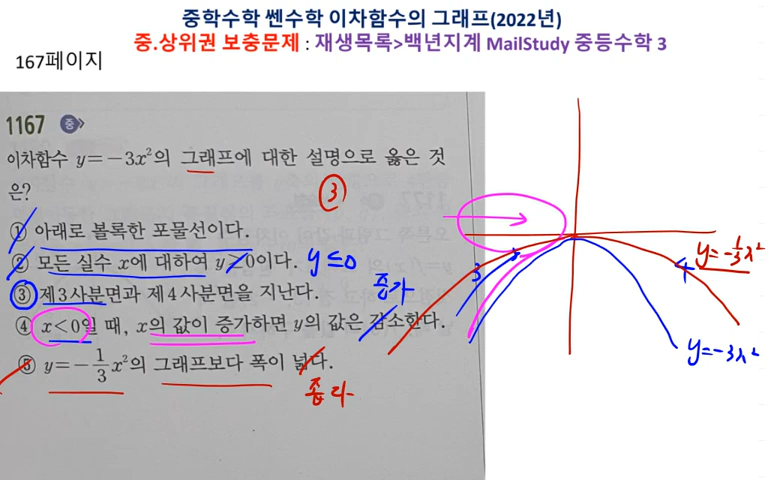 중학수학 쎈수학 이차함수의 그래프(2022년)
중.상위권 보충문제 : 재생목록>백년지계 MailStudy 중등수학 3
167페이지
1167 중
이차함수 y=-3x²의 그래프에 대한 설명으로 옳은 것
은?
③
① 아래로 볼록한 포물선이다.
② 모든 실수 x에 대하여 y≥0이다.
y≤0
③ 제3사분면과 제4사분면을 지난다.
증가
④ x<0일 때, x의 값이 증가하면 y의 값은 감소한다.
⑤ y=-1/3x²의 그래프보다 폭이 넓다.
좁다
3
4
y=-1/3x²
y=-3x²